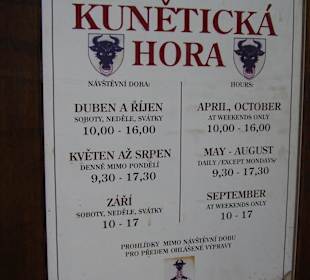 KUNĚTICKÁ
HORA
NÁVŠTĚVNÍ DOBA:
HOURS:
DUBEN A ŘÍJEN
SOBOTY, NEDĚLE, SVÁTKY
10,00 - 16,00
APRIL, OCTOBER
AT WEEKENDS ONLY
10,00 - 16,00
KVĚTEN AŽ SRPEN
DENNĚ MIMO PONDĚLÍ
9,30 - 17,30
MAY - AUGUST
DAILY /EXCEPT MONDAYS/
9,30 - 17,30
ZÁŘÍ
SOBOTY, NEDĚLE, SVÁTKY
10 - 17
SEPTEMBER
AT WEEKENDS ONLY
10 - 17
PROHLÍDKY MIMO NÁVŠTĚVNÍ DOBU
PRO PŘEDEM OHLÁŠENÉ VÝPRAVY